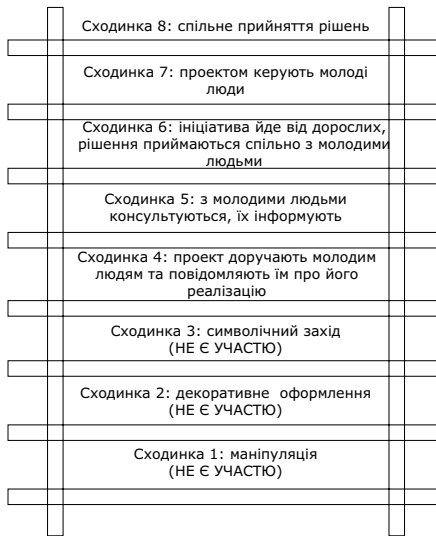 Сходинка 8: спільне прийняття рішень
Сходинка 7: проектом керують молоді
люди
Сходинка 6: ініціатива йде від дорослих,
рішення приймаються спільно з молодими
людьми
Сходинка 5: з молодими людьми
консультуються, їх інформують
Сходинка 4: проект доручають молодим
людям та повідомляють їм про його
реалізацію
Сходинка 3: символічний захід
(НЕ Є УЧАСТЮ)
Сходинка 2: декоративне оформлення
(НЕ Є УЧАСТЮ)
Сходинка 1: маніпуляція
(НЕ Є УЧАСТЮ)